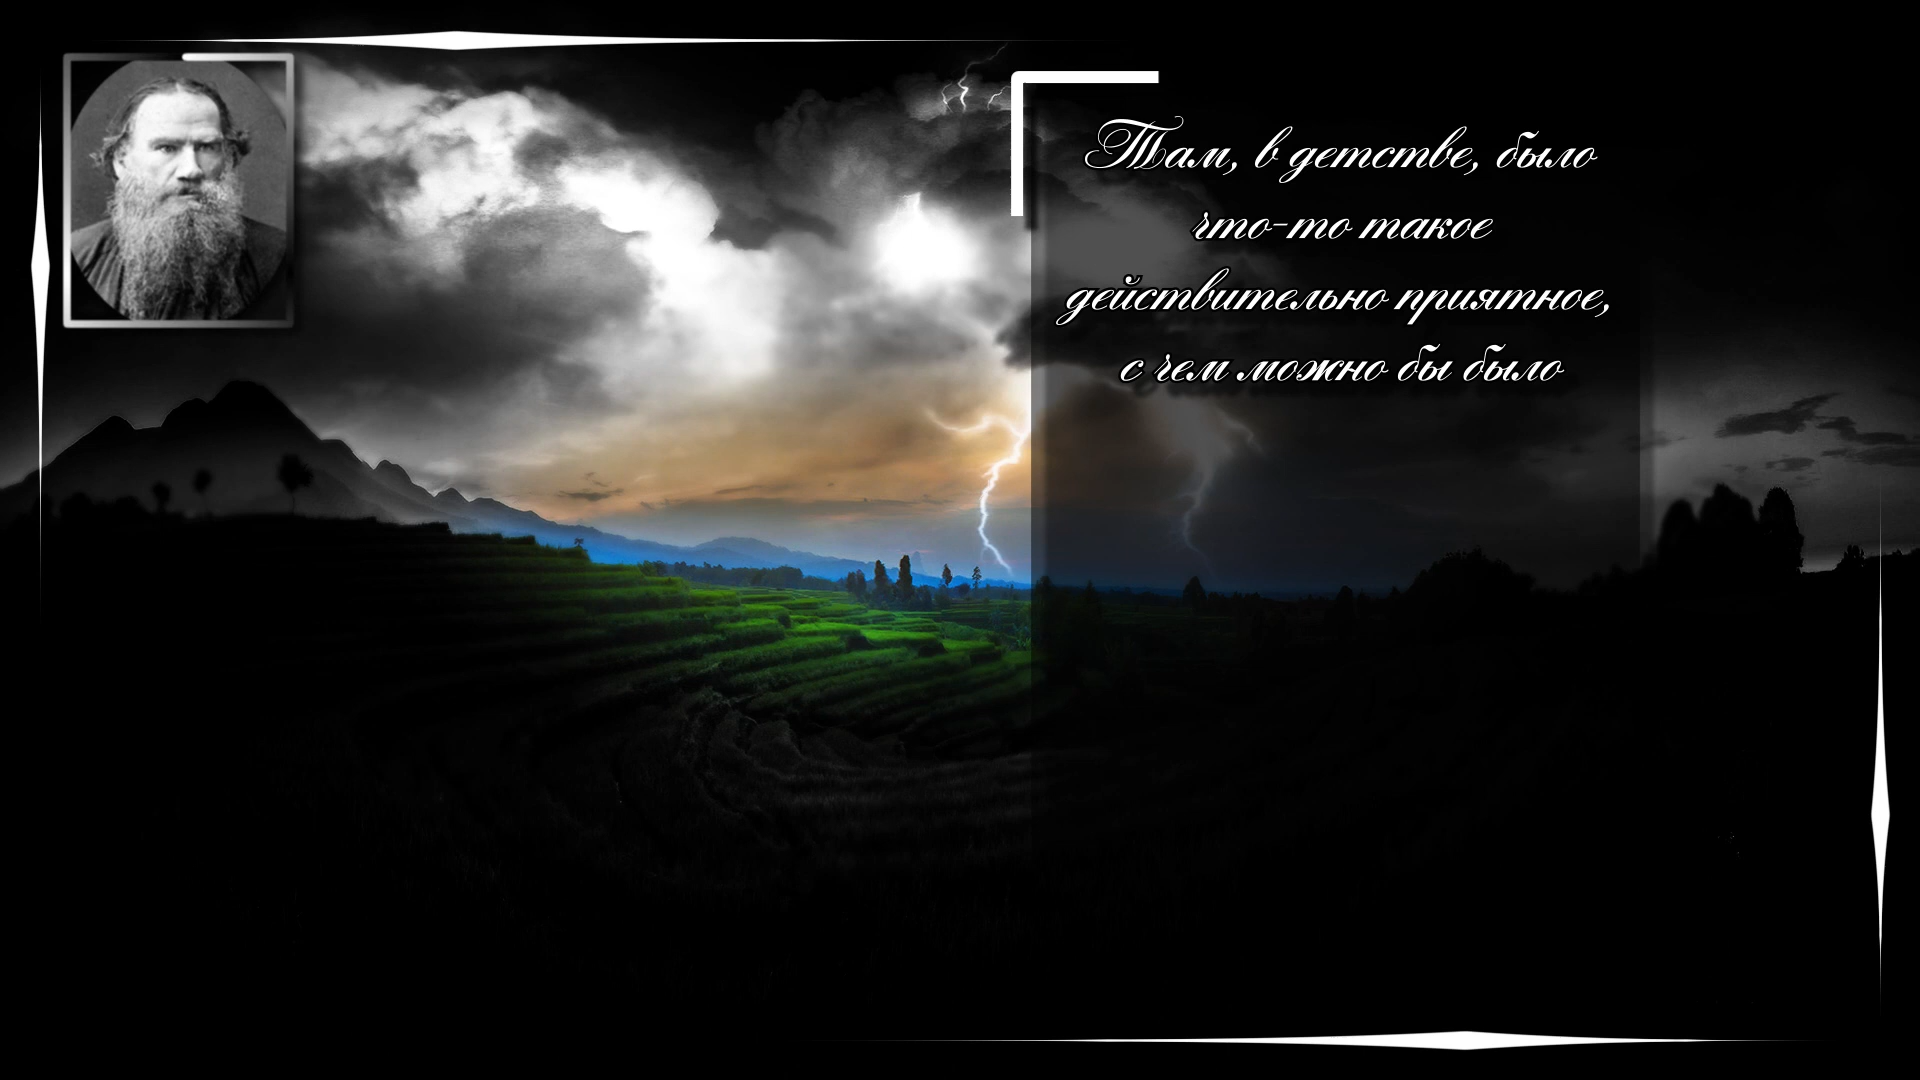 Там, в детстве, было
что-то такое
действительно приятное,
с чем можно бы было